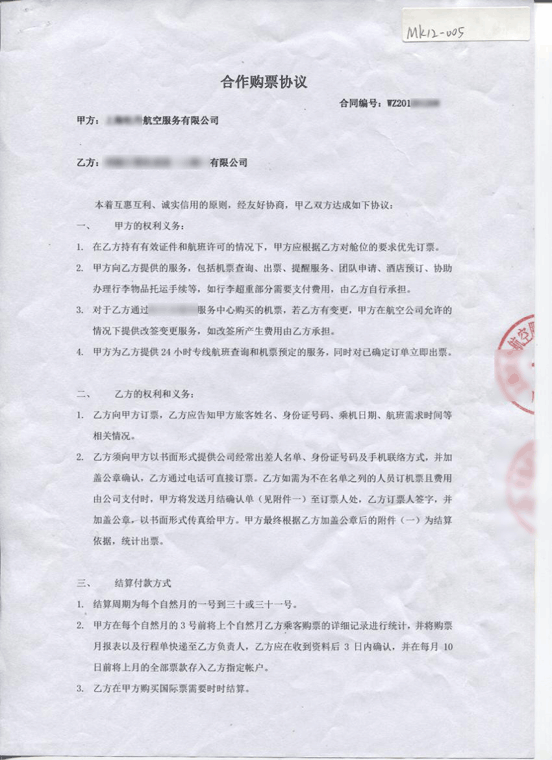 MK12-005
合作购票协议
合同编号：WZ201
甲方：航空服务有限公司
乙方：有限公司
本着互惠互利、诚实信用的原则，经友好协商，甲乙双方达成如下协议：
一、 甲方的权利义务：
1. 在乙方持有有效证件和航班许可的情况下，甲方应根据乙方对舱位的要求优先订票。
2. 甲方向乙方提供的服务，包括机票查询、出票、提醒服务、团队申请、酒店预订、协助
办理行李物品托运手续等，如行李超重部分需要支付费用，由乙方自行承担。
3. 对于乙方通过服务中心购买的机票，若乙方有变更，甲方在航空公司允许的
情况下提供改签变更服务，如改签所产生费用由乙方承担。
4. 甲方为乙方提供 24 小时专线航班查询和机票预定的服务，同时对已确定订单立即出票。
二、 乙方的权利和义务：
1. 乙方向甲方订票，乙方应告知甲方旅客姓名、身份证号码、乘机日期、航班需求时间等
相关情况。
2. 乙方须向甲方以书面形式提供公司经常出差人名单、身份证号码及手机联络方式，并加
盖公章确认，乙方通过电话可直接订票。乙方如需为不在名单之列的人员订机票且费用
由公司支付时，甲方将发送月结确认单（见附件一）至订票人处，乙方订票人签字，并
加盖公章，以书面形式传真给甲方。甲方最终根据乙方加盖公章后的附件（一）为结算
依据，统计出票。
三、 结算付款方式
1. 结算周期为每个自然月的一号到三十或三十一号。
2. 甲方在每个自然月的 3 号前将上个自然月乙方乘客购票的详细记录进行统计，并将购票
月报表以及行程单快递至乙方负责人，乙方应在收到资料后 3 日内确认，并在每月 10
日前将上月的全部票款存入乙方指定帐户。
3. 乙方在甲方购买国际票需要时时结算。
航空